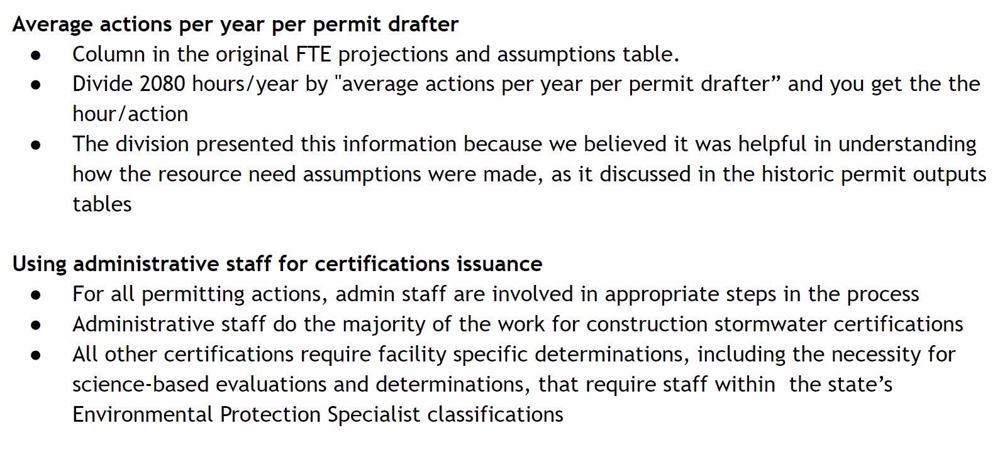 Average actions per year per permit drafter
● Column in the original FTE projections and assumptions table.
● Divide 2080 hours/year by "average actions per year per permit drafter” and you get the the
hour/action
● The division presented this information because we believed it was helpful in understanding
how the resource need assumptions were made, as it discussed in the historic permit outputs
tables
Using administrative staff for certifications issuance
● For all permitting actions, admin staff are involved in appropriate steps in the process
● Administrative staff do the majority of the work for construction stormwater certifications
● All other certifications require facility specific determinations, including the necessity for
science-based evaluations and determinations, that require staff within  the state’s
Environmental Protection Specialist classifications